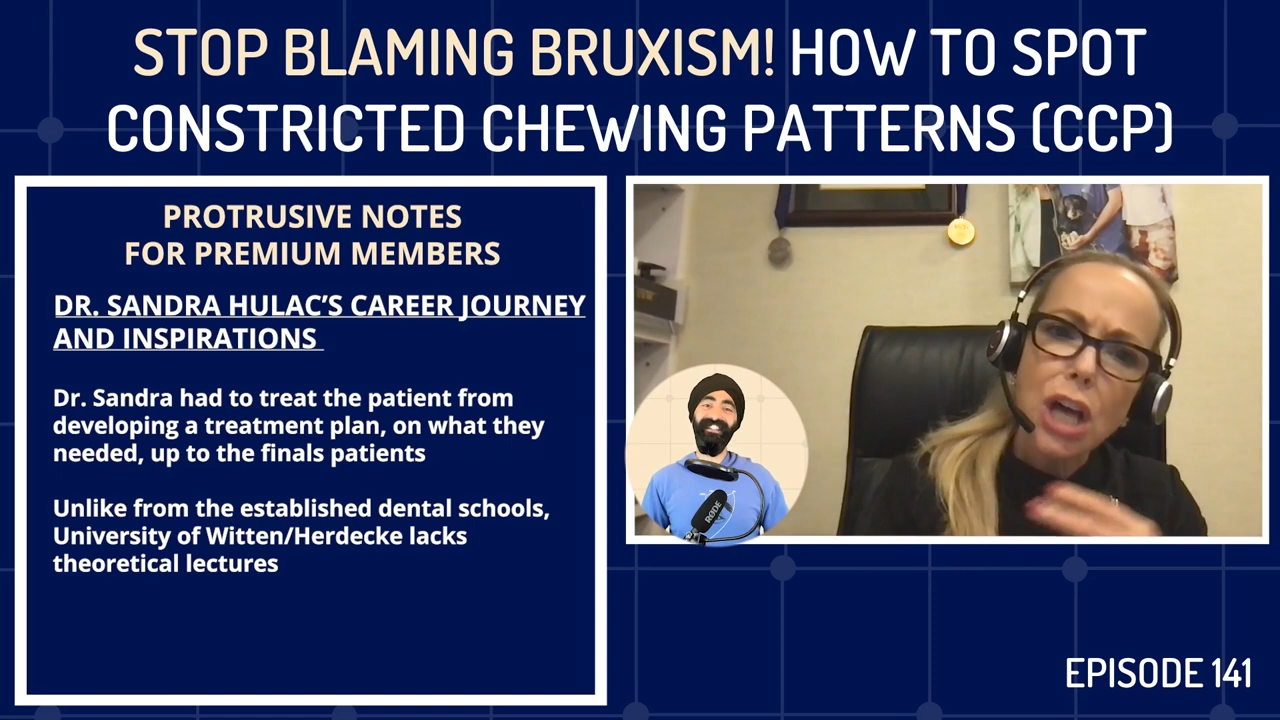 STOP BLAMING BRUXISM! HOW TO SPOT
CONSTRICTED CHEWING PATTERNS (CCP)
PROTRUSIVE NOTES
FOR PREMIUM MEMBERS
DR. SANDRA HULAC’S CAREER JOURNEY
AND INSPIRATIONS
Dr. Sandra had to treat the patient from
developing a treatment plan, on what they
needed, up to the finals patients
Unlike from the established dental schools,
University of Witten/Herdecke lacks
theoretical lectures
RØDE
EPISODE 141